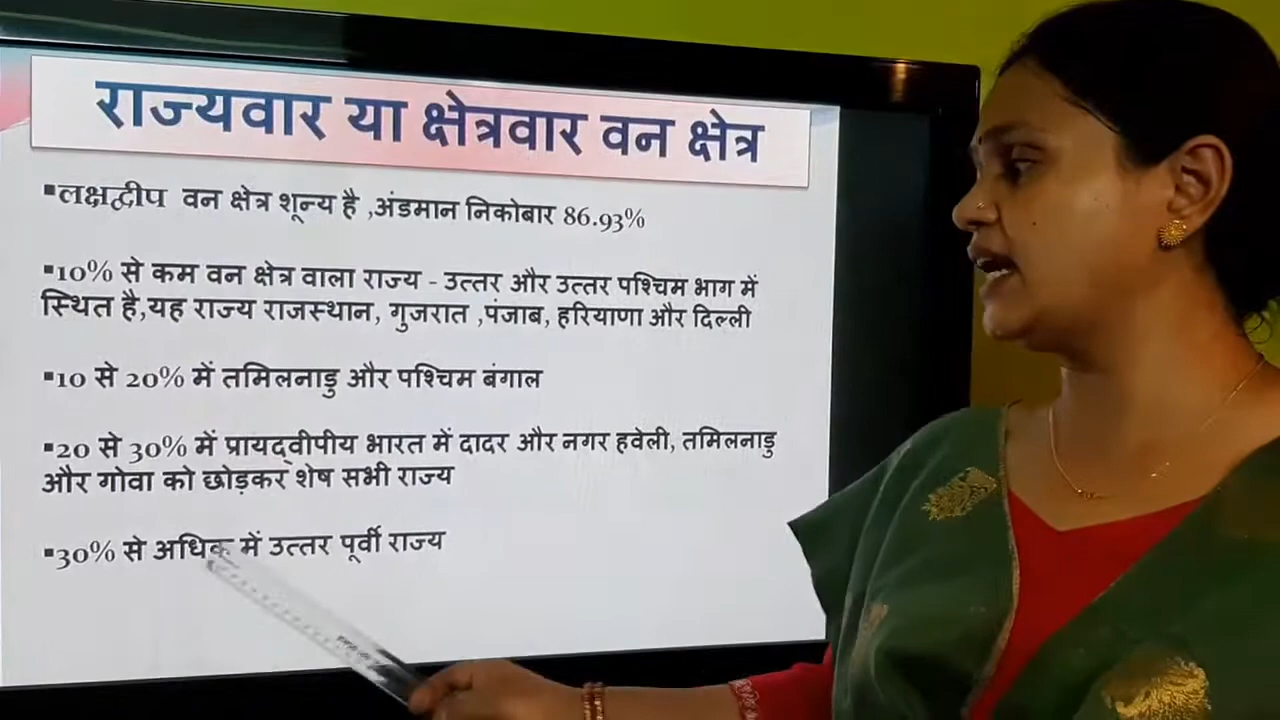 राज्यवार या क्षेत्रवार वन क्षेत्र
▪लक्षद्वीप वन क्षेत्र शून्य है ,अंडमान निकोबार 86.93%
▪10% से कम वन क्षेत्र वाला राज्य - उत्तर और उत्तर पश्चिम भाग में
स्थित है,यह राज्य राजस्थान, गुजरात ,पंजाब, हरियाणा और दिल्ली
▪10 से 20% में तमिलनाडु और पश्चिम बंगाल
▪20 से 30% में प्रायद्वीपीय भारत में दादर और नगर हवेली, तमिलनाडु
और गोवा को छोड़कर शेष सभी राज्य
▪30% से अधिक में उत्तर पूर्वी राज्य